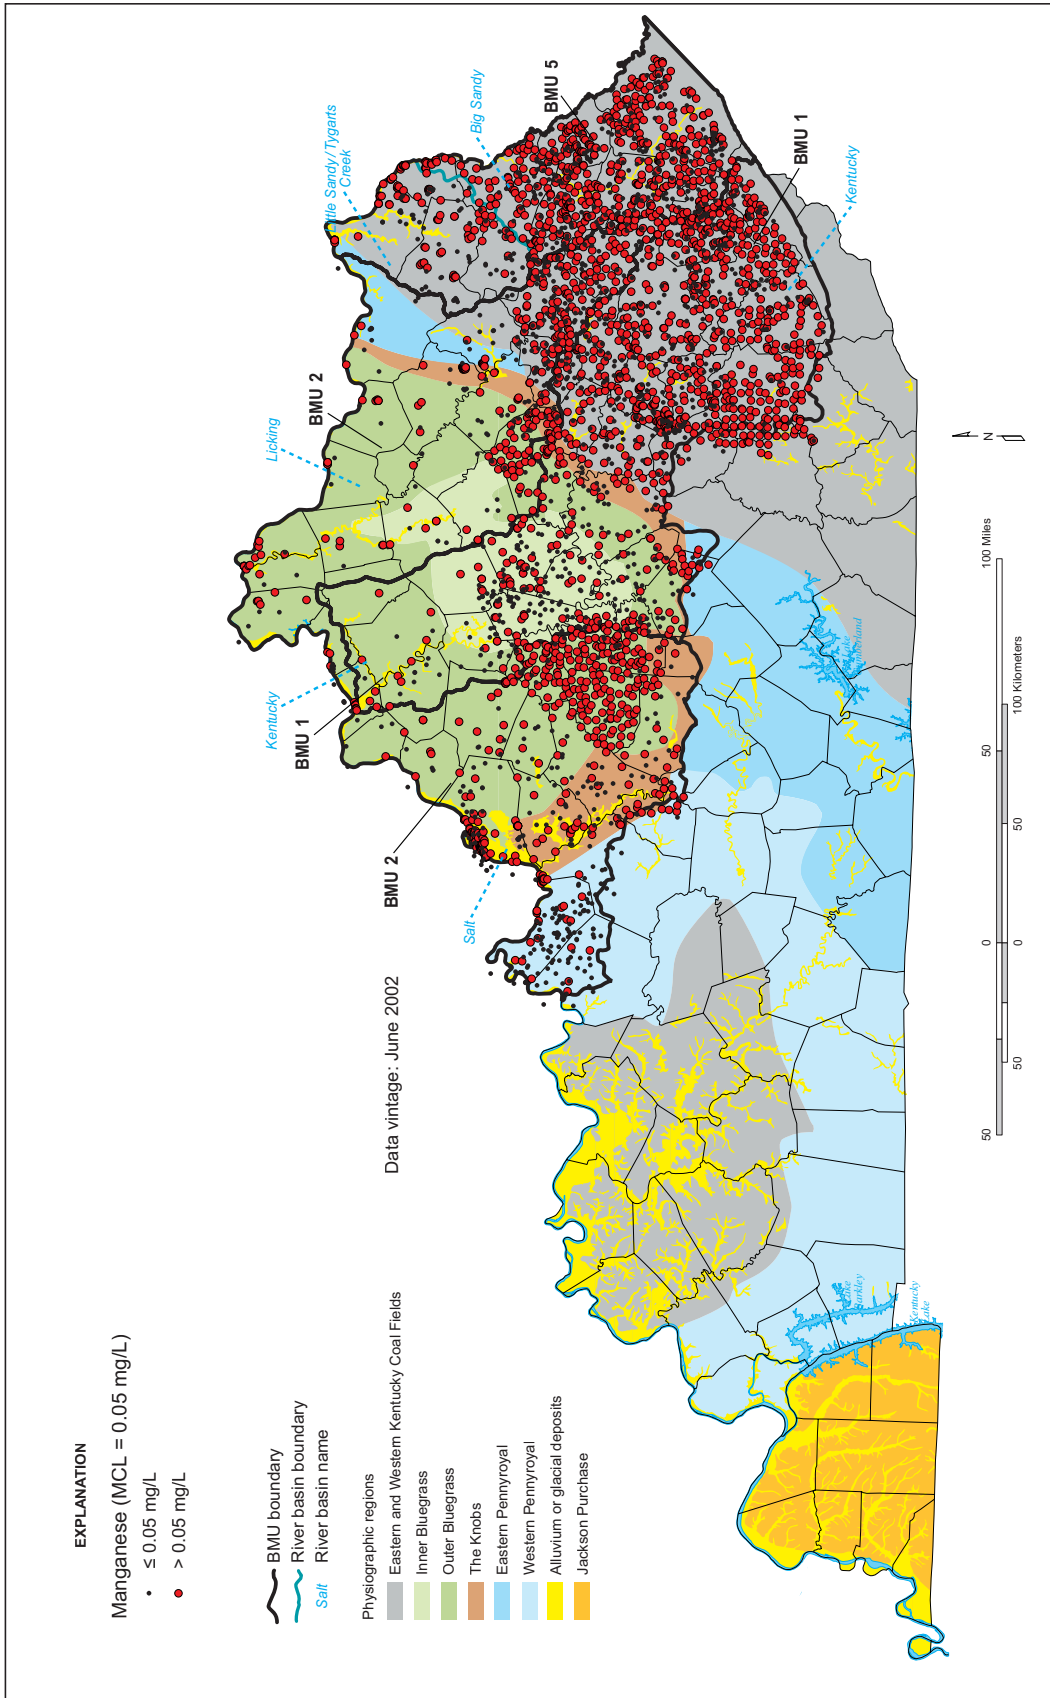 EXPLANATION
Manganese (MCL = 0.05 mg/L)
≤ 0.05 mg/L
> 0.05 mg/L
BMU boundary
River basin boundary
Salt River basin name
Physiographic regions
Eastern and Western Kentucky Coal Fields
Inner Bluegrass
Outer Bluegrass
The Knobs
Eastern Pennyroyal
Western Pennyroyal
Alluvium or glacial deposits
Jackson Purchase
Data vintage: June 2002
Salt
BMU 2
Kentucky
BMU 1
Licking
BMU 2
ttle Sandy/Tygarts
Creek
Big Sandy
BMU 5
BMU 1
Kentucky
Lake
Kentucky
Lake
N
50 0 50 100 Miles
50 0 50 100 Kilometers